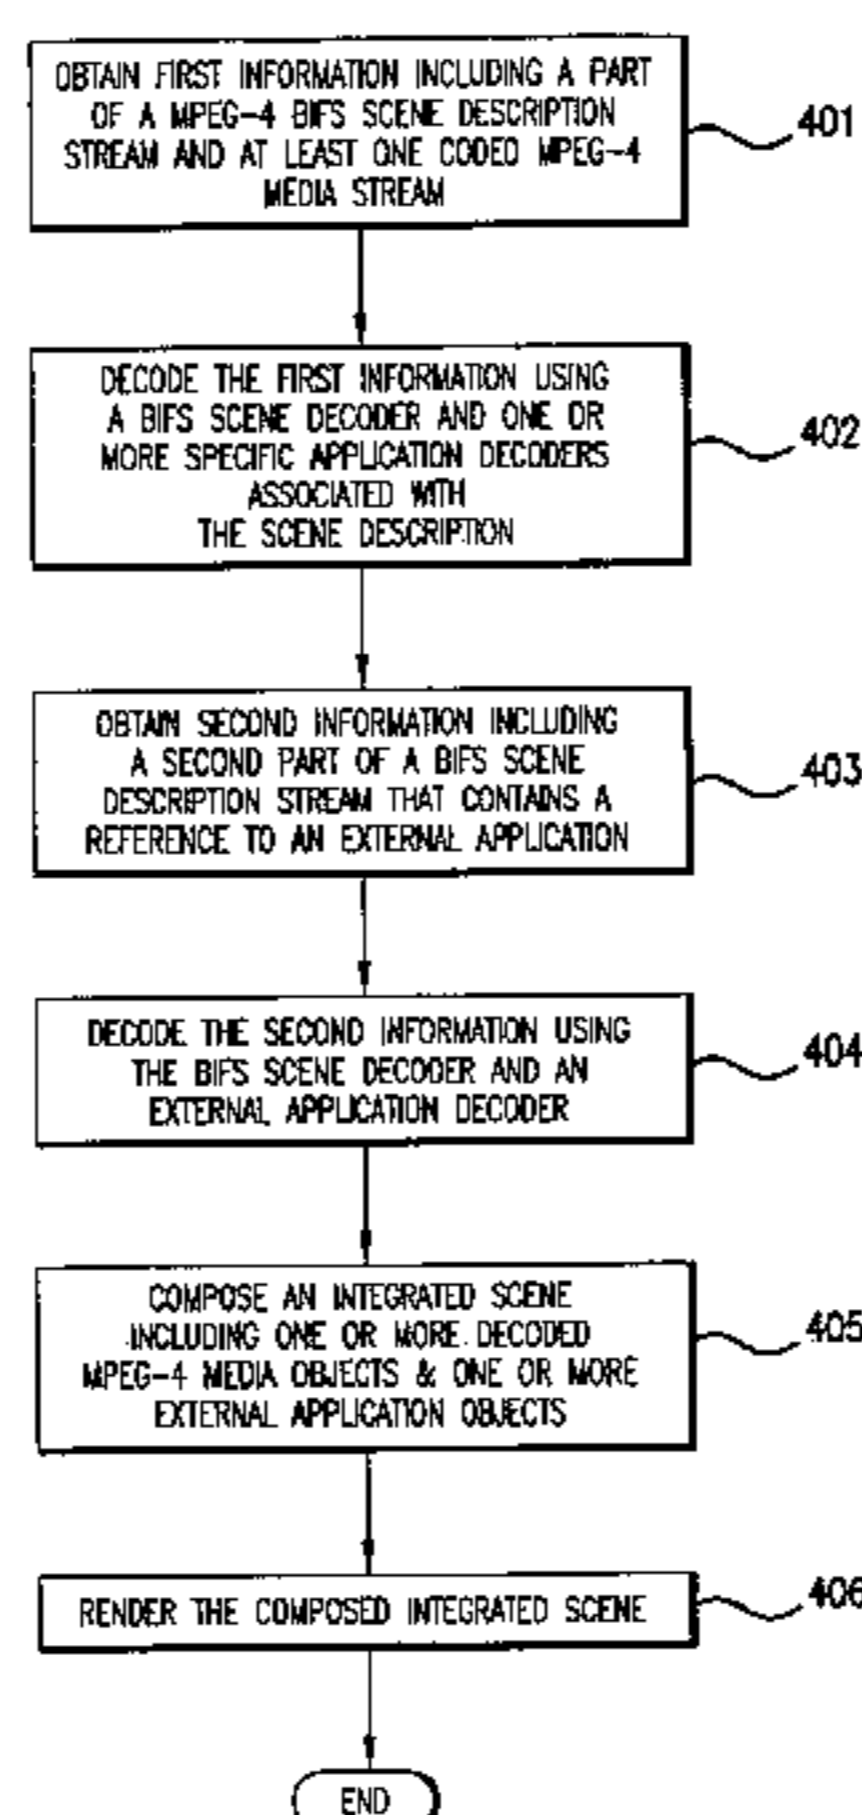 OBTAIN FIRST INFORMATION INCLUDING A PART
OF A MPEG-4 BIFS SCENE DESCRIPTION
STREAM AND AT LEAST ONE CODED MPEG-4
MEDIA STREAM
401
DECODE THE FIRST INFORMATION USING
A BIFS SCENE DECODER AND ONE OR
MORE SPECIFIC APPLICATION DECODERS
ASSOCIATED WITH
THE SCENE DESCRIPTION
402
OBTAIN SECOND INFORMATION INCLUDING
A SECOND PART OF A BIFS SCENE
DESCRIPTION STREAM THAT CONTAINS A
REFERENCE TO AN EXTERNAL APPLICATION
403
DECODE THE SECOND INFORMATION USING
THE BIFS SCENE DECODER AND AN
EXTERNAL APPLICATION DECODER
404
COMPOSE AN INTEGRATED SCENE
INCLUDING ONE OR MORE DECODED
MPEG-4 MEDIA OBJECTS & ONE OR MORE
EXTERNAL APPLICATION OBJECTS
405
RENDER THE COMPOSED INTEGRATED SCENE
406
END